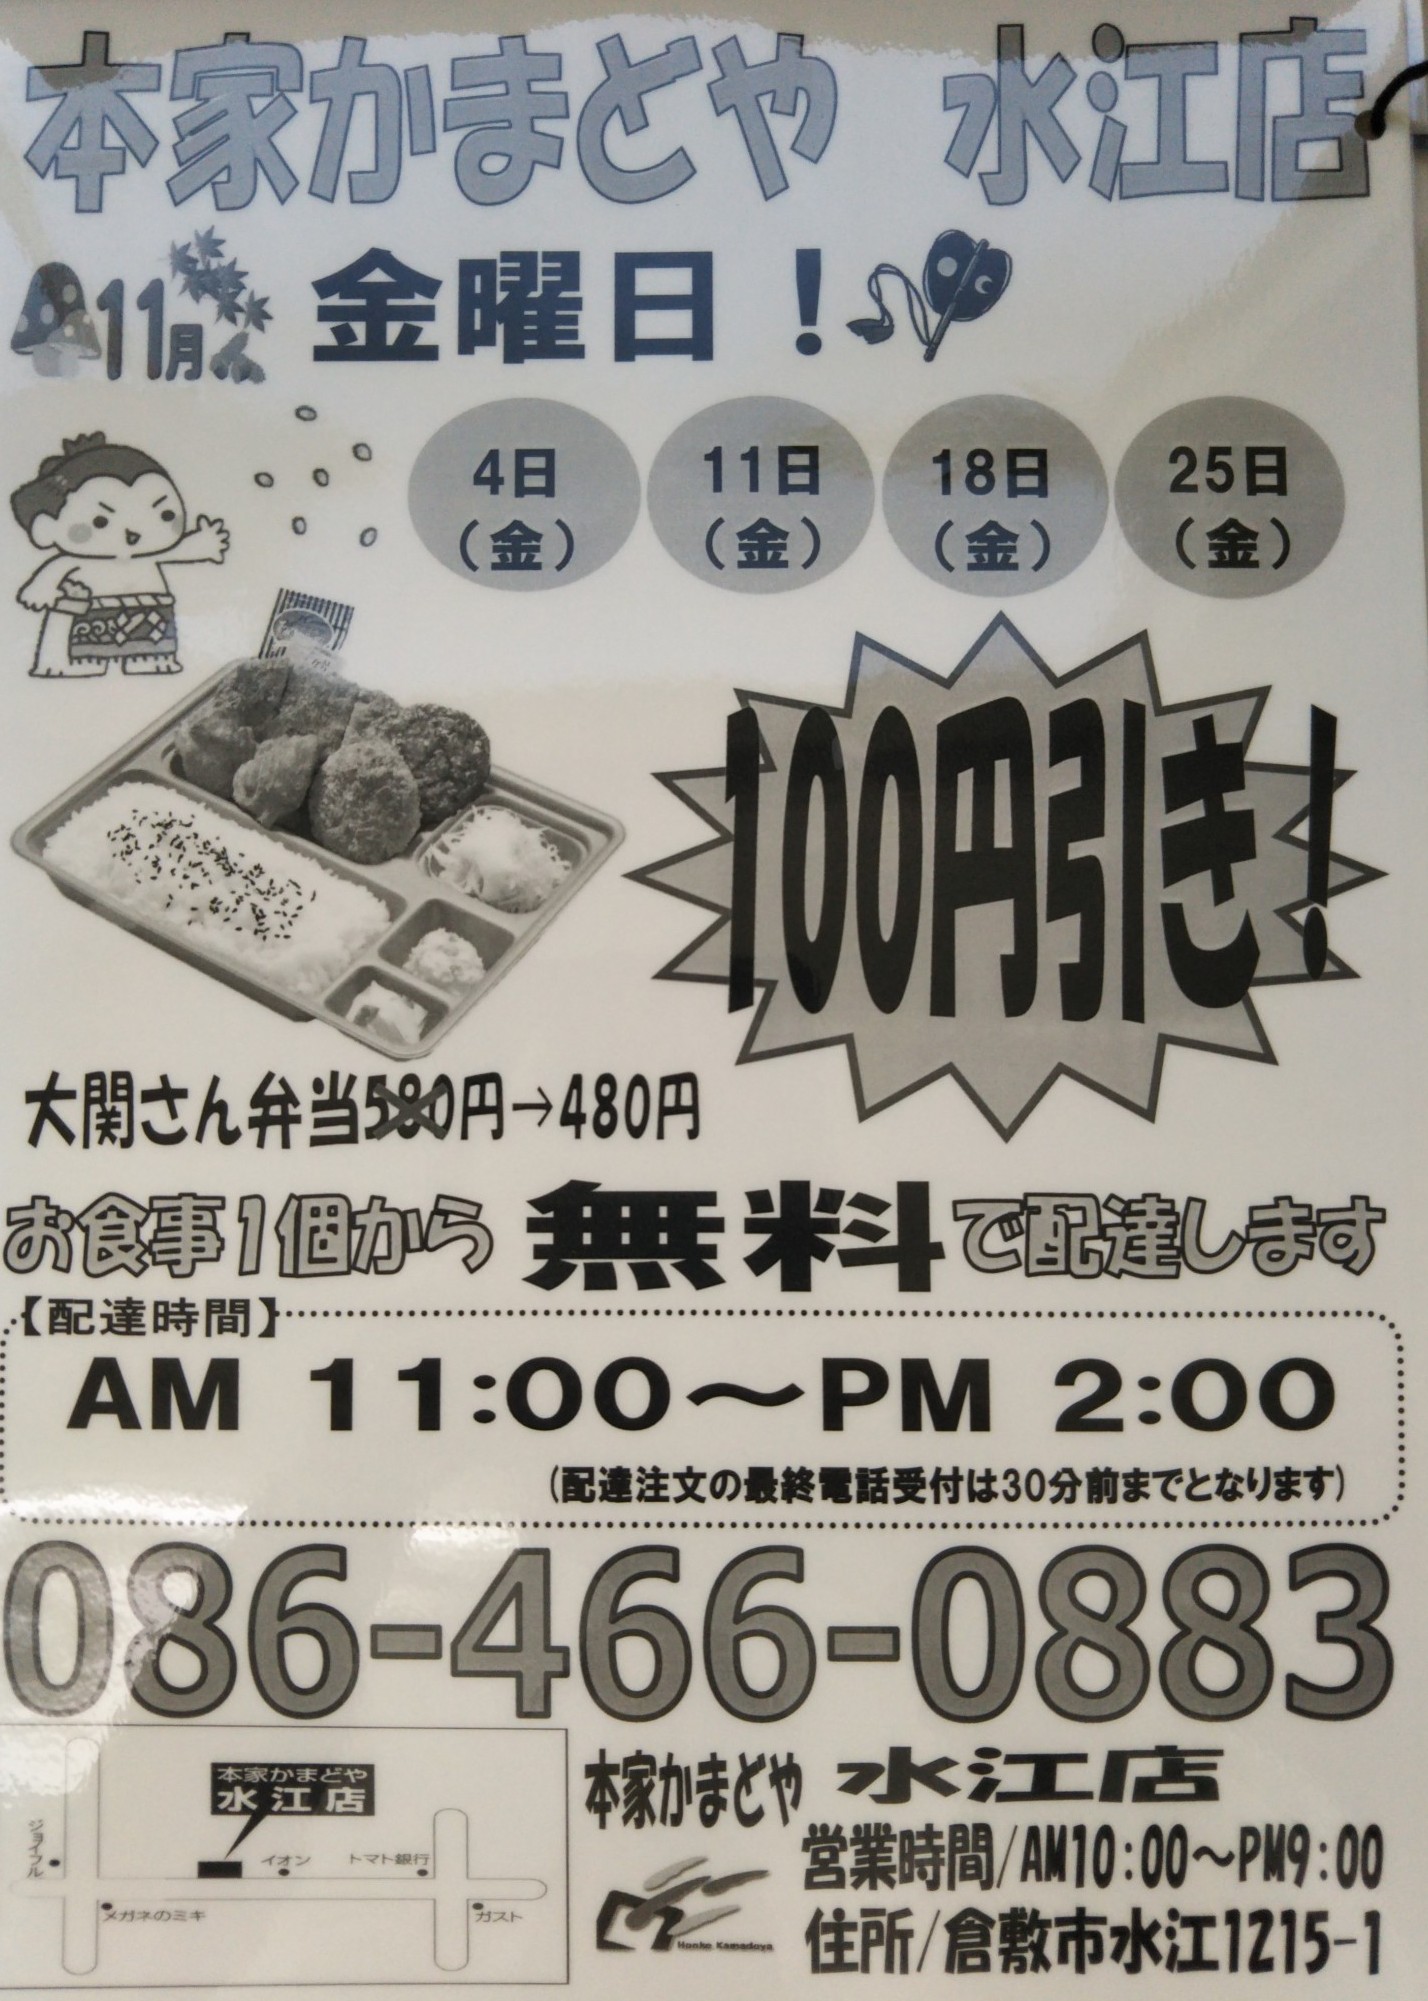 本家かまどや 水江店
11月 金曜日！
4日 11日 18日 25日
（金） （金） （金） （金）
100円引き！
大関さん弁当580円→480円
お食事1個から 無料で配達します
【配達時間】
AM 11:00～PM 2:00
（配達注文の最終電話受付は30分前までとなります）
086-466-0883
本家かまどや
水江店
ジョイフル
イオン
トマト銀行
メガネのミキ
ガスト
本家かまどや 水江店
営業時間/AM10:00～PM9:00
Honke Kamadoya
住所/倉敷市水江1215-1